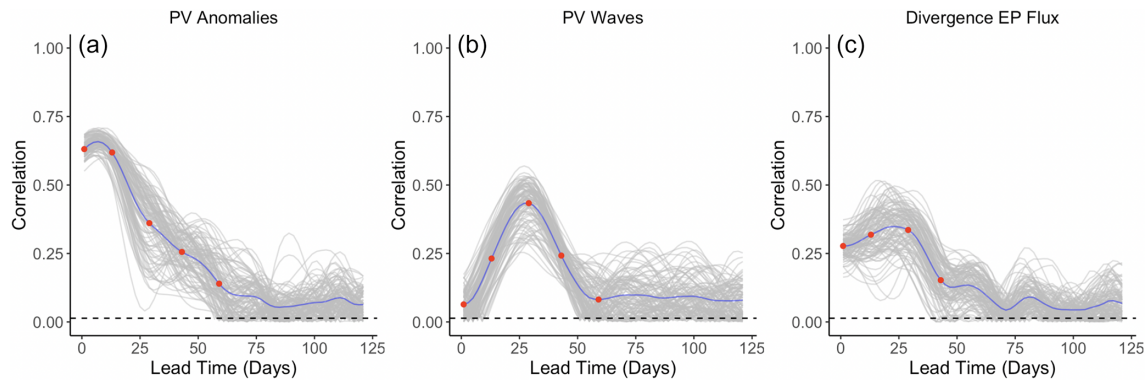 PV Anomalies
(a)
1.00
0.75
0.50
0.25
0.00
Correlation
0 25 50 75 100 125
Lead Time (Days)
PV Waves
(b)
1.00
0.75
0.50
0.25
0.00
Correlation
0 25 50 75 100 125
Lead Time (Days)
Divergence EP Flux
(c)
1.00
0.75
0.50
0.25
0.00
Correlation
0 25 50 75 100 125
Lead Time (Days)